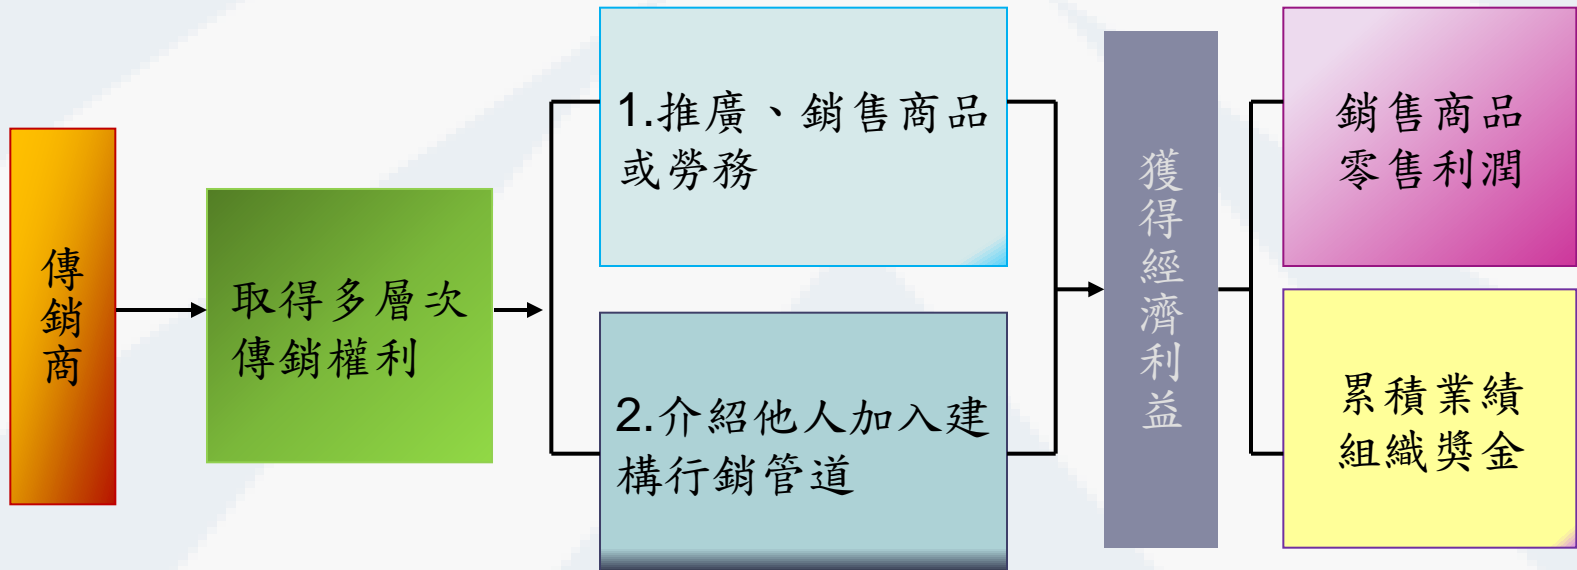 傳銷商
取得多層次
傳銷權利
1.推廣、銷售商品
或勞務
2.介紹他人加入建
構行銷管道
獲得經濟利益
銷售商品
零售利潤
累積業績
組織獎金